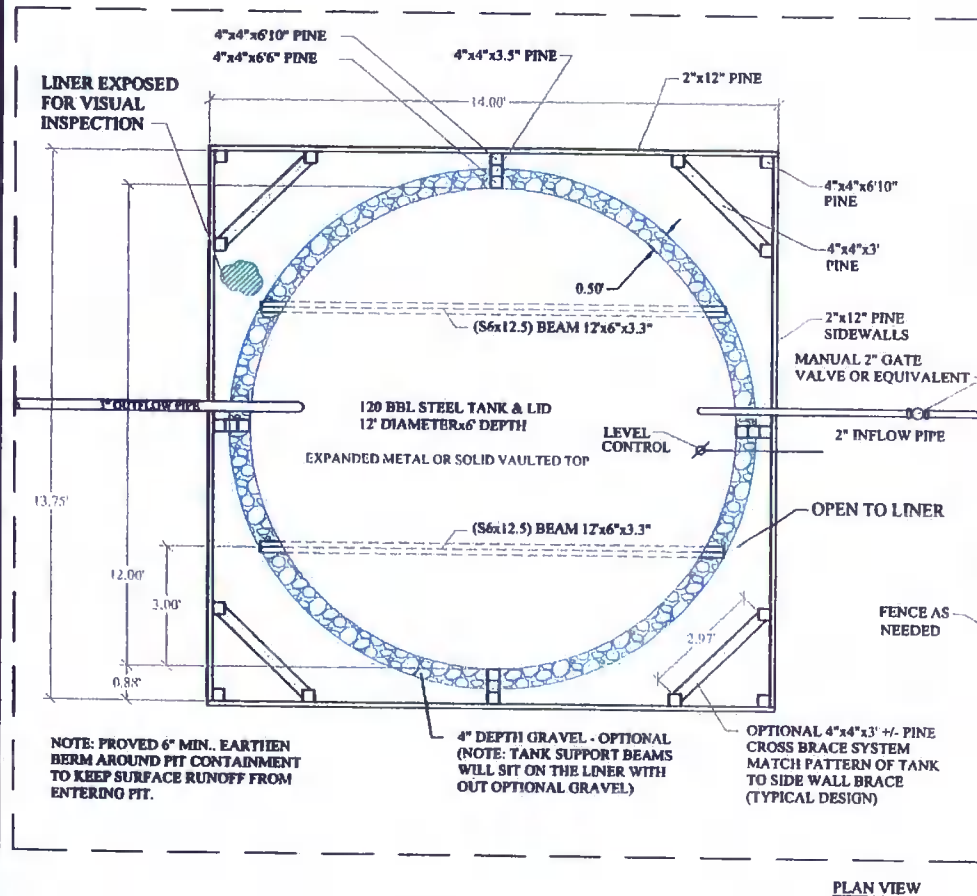 4"x4"x6'10" PINE
4"x4"x6'6" PINE
4"x4"x3.5" PINE
2"x12" PINE
LINER EXPOSED
FOR VISUAL
INSPECTION
14.00'
4"x4"x6'10"
PINE
4"x4"x3'
PINE
0.50'
(S6x12.5) BEAM 12'x6"x3.3"
2"x12" PINE
SIDEWALLS
MANUAL 2" GATE
VALVE OR EQUIVALENT
OUTFLOW PIPE
120 BBL STEEL TANK & LID
12' DIAMETERx6' DEPTH
EXPANDED METAL OR SOLID VAULTED TOP
LEVEL
CONTROL
2" INFLOW PIPE
13.75'
OPEN TO LINER
(S6x12.5) BEAM 12'x6"x3.3"
12.00'
3.00'
2.97'
FENCE AS
NEEDED
0.88'
NOTE: PROVED 6" MIN.. EARTHEN
BERM AROUND PIT CONTAINMENT
TO KEEP SURFACE RUNOFF FROM
ENTERING PIT.
4" DEPTH GRAVEL - OPTIONAL
(NOTE: TANK SUPPORT BEAMS
WILL SIT ON THE LINER WITH
OUT OPTIONAL GRAVEL)
OPTIONAL 4"x4"x3' +/- PINE
CROSS BRACE SYSTEM
MATCH PATTERN OF TANK
TO SIDE WALL BRACE
(TYPICAL DESIGN)
PLAN VIEW